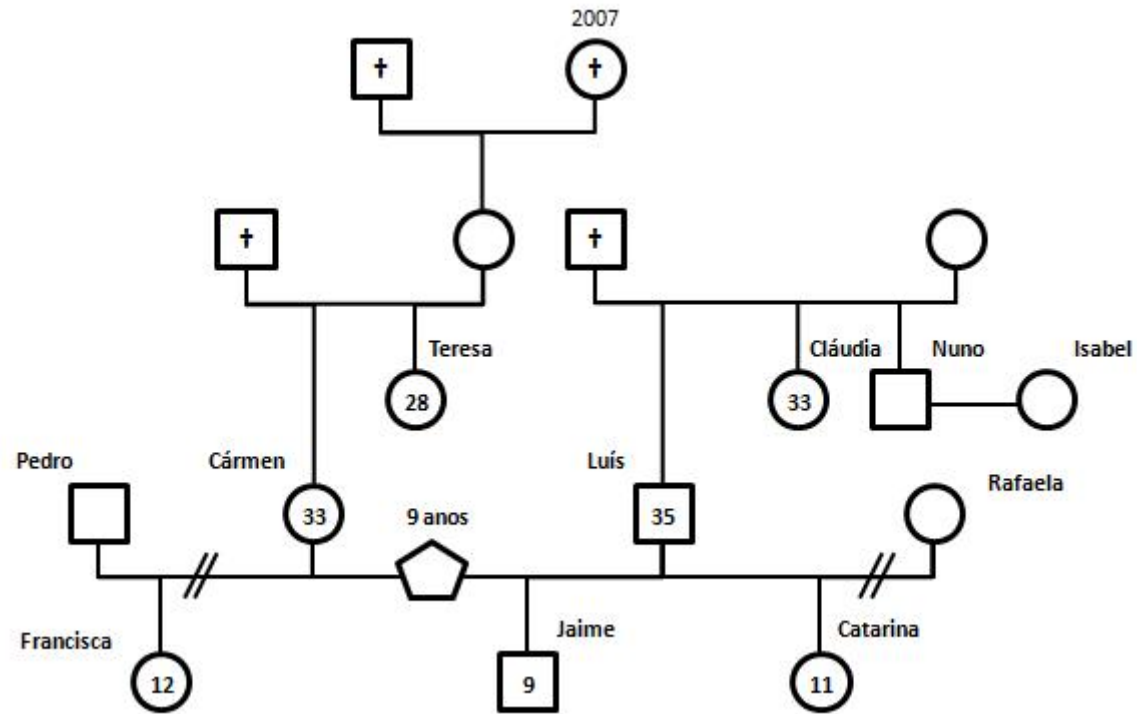 2007
✝
✝
✝
✝
Teresa
Cláudia
Nuno
Isabel
28
33
Pedro
Cármen
Luís
Rafaela
33
9 anos
35
Francisca
Jaime
Catarina
12
9
11